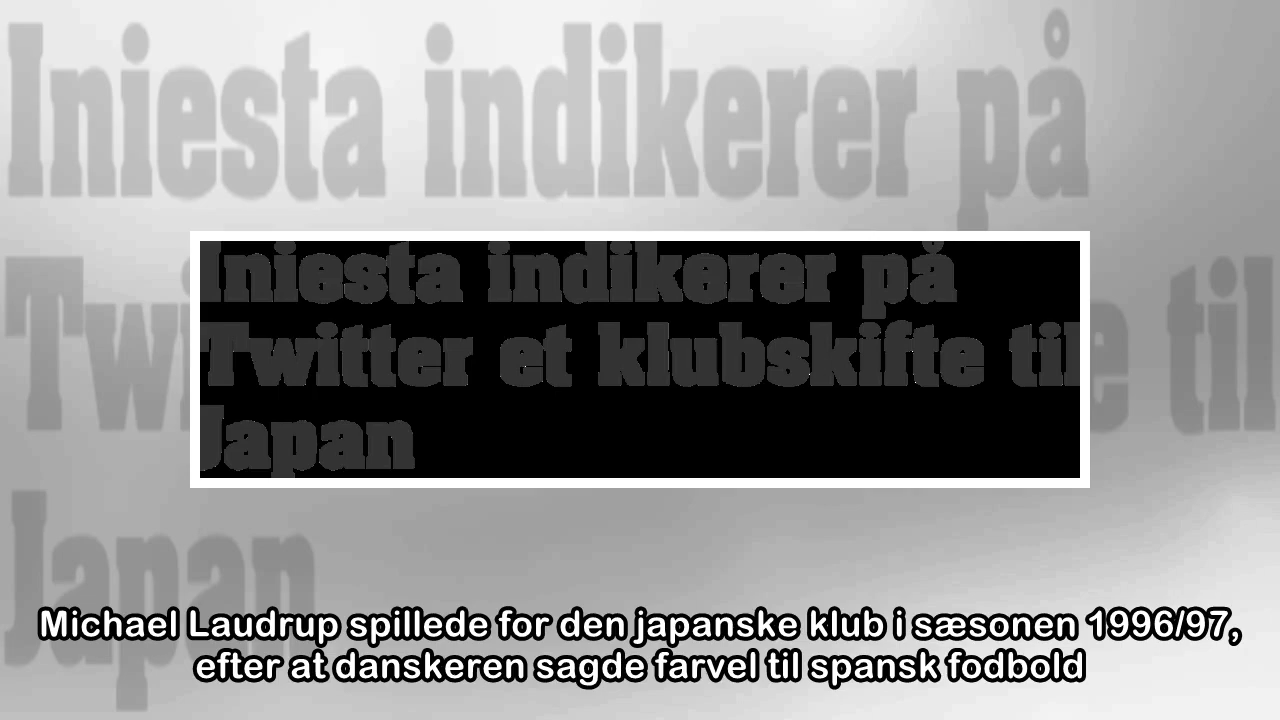 Iniesta indikerer på
Twitter et klubskifte til
Japan
Michael Laudrup spillede for den japanske klub i sæsonen 1996/97,
efter at danskeren sagde farvel til spansk fodbold